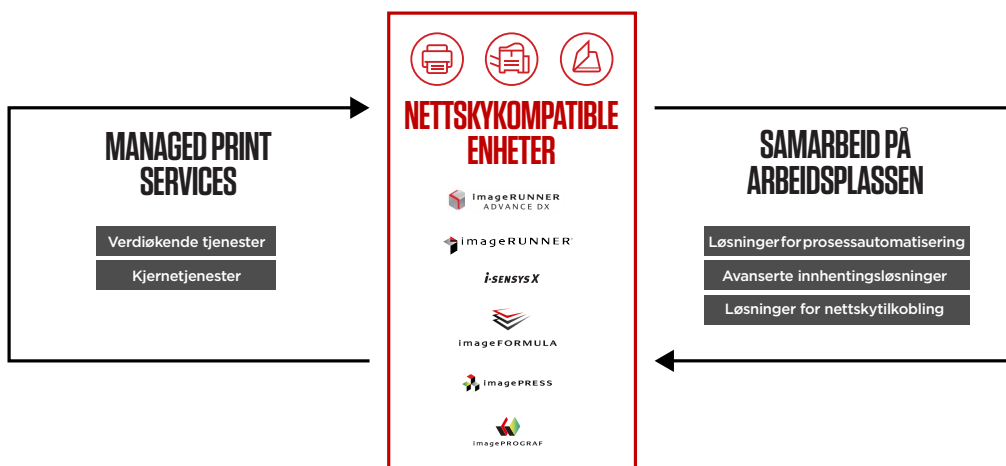 MANAGED PRINT
SERVICES
Verdiøkende tjenester
Kjernetjenester
NETTSKYKOMPATIBLE
ENHETER
imageRUNNER
ADVANCE DX
imageRUNNER
i-SENSYS X
imageFORMULA
imagePRESS
imagePROGRAF
SAMARBEID PÅ
ARBEIDSPLASSEN
Løsninger for prosessautomatisering
Avanserte innhentingsløsninger
Løsninger for nettskytilkobling